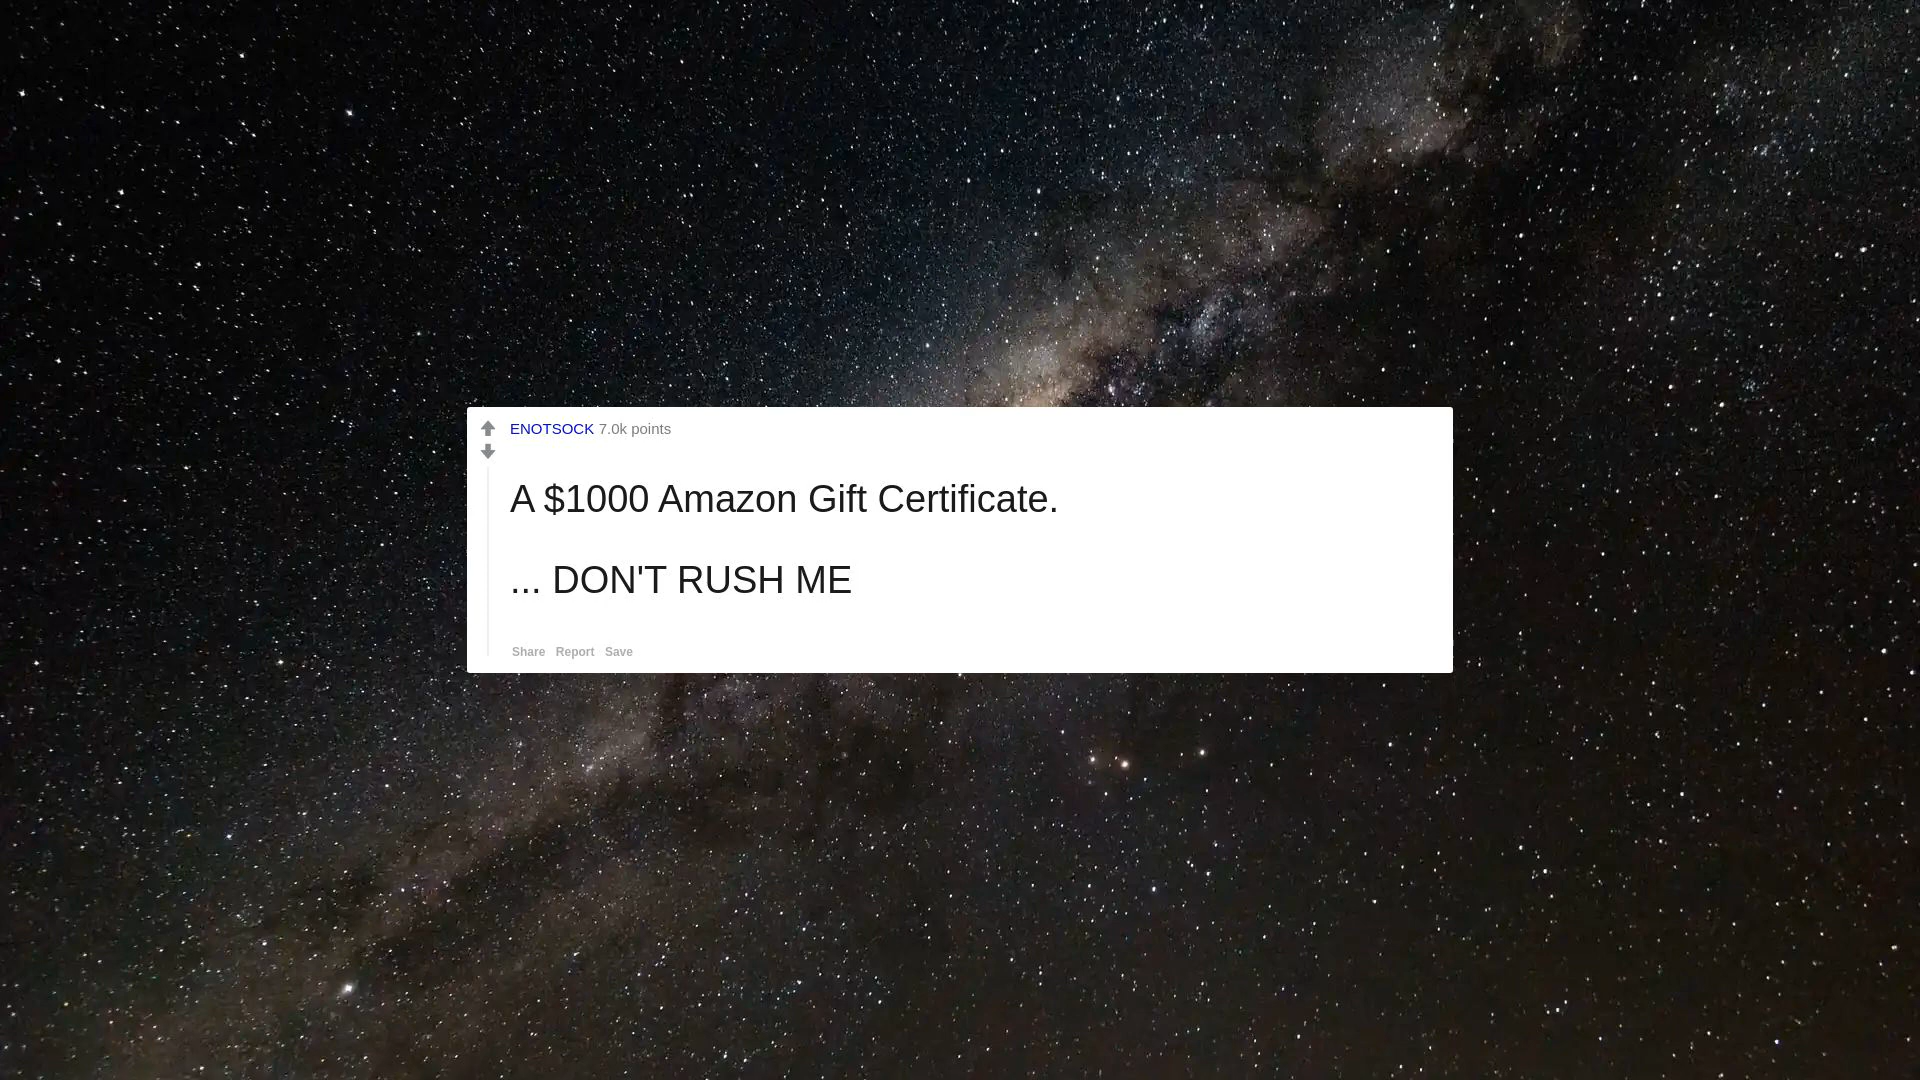 ENOTSOCK 7.0k points
A $1000 Amazon Gift Certificate.
... DON'T RUSH ME
Share Report Save